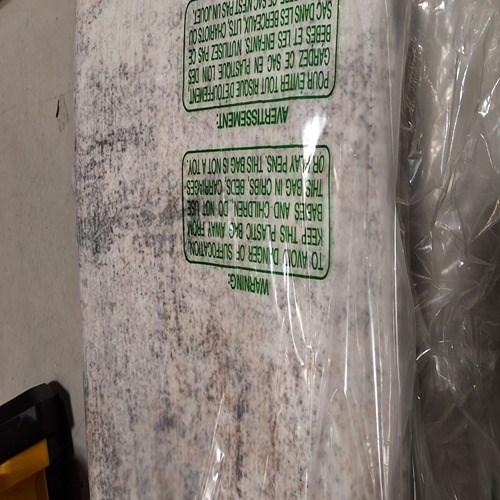 WARNING:
TO AVOID DANGER OF SUFFOCATION,
KEEP THIS PLASTIC BAG AWAY FROM
BABIES AND CHILDREN. DO NOT USE
THIS BAG IN CRIBS, BEDS, CARRIAGES
OR PLAY PENS. THIS BAG IS NOT A TOY.
AVERTISSEMENT:
POUR EVITER TOUT RISQUE D'ETOUFFEMENT,
GARDEZ CE SAC EN PLASTIQUE LOIN DES
BEBES ET LES ENFANTS. N'UTILISEZ PAS CE
SAC DANS LES BERCEAUX, LITS, CHARIOTS OU
CE SAC N'EST PAS UN JOUET.